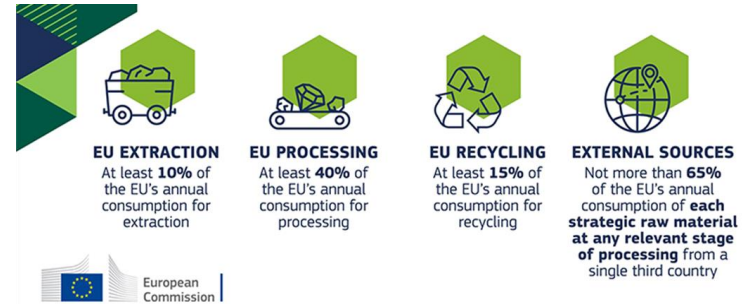 EU EXTRACTION
At least 10% of
the EU's annual
consumption for
extraction
EU PROCESSING
At least 40% of
the EU's annual
consumption for
processing
EU RECYCLING
At least 15% of
the EU's annual
consumption for
recycling
EXTERNAL SOURCES
Not more than 65%
of the EU's annual
consumption of each
strategic raw material
at any relevant stage
of processing from a
single third country
European
Commission